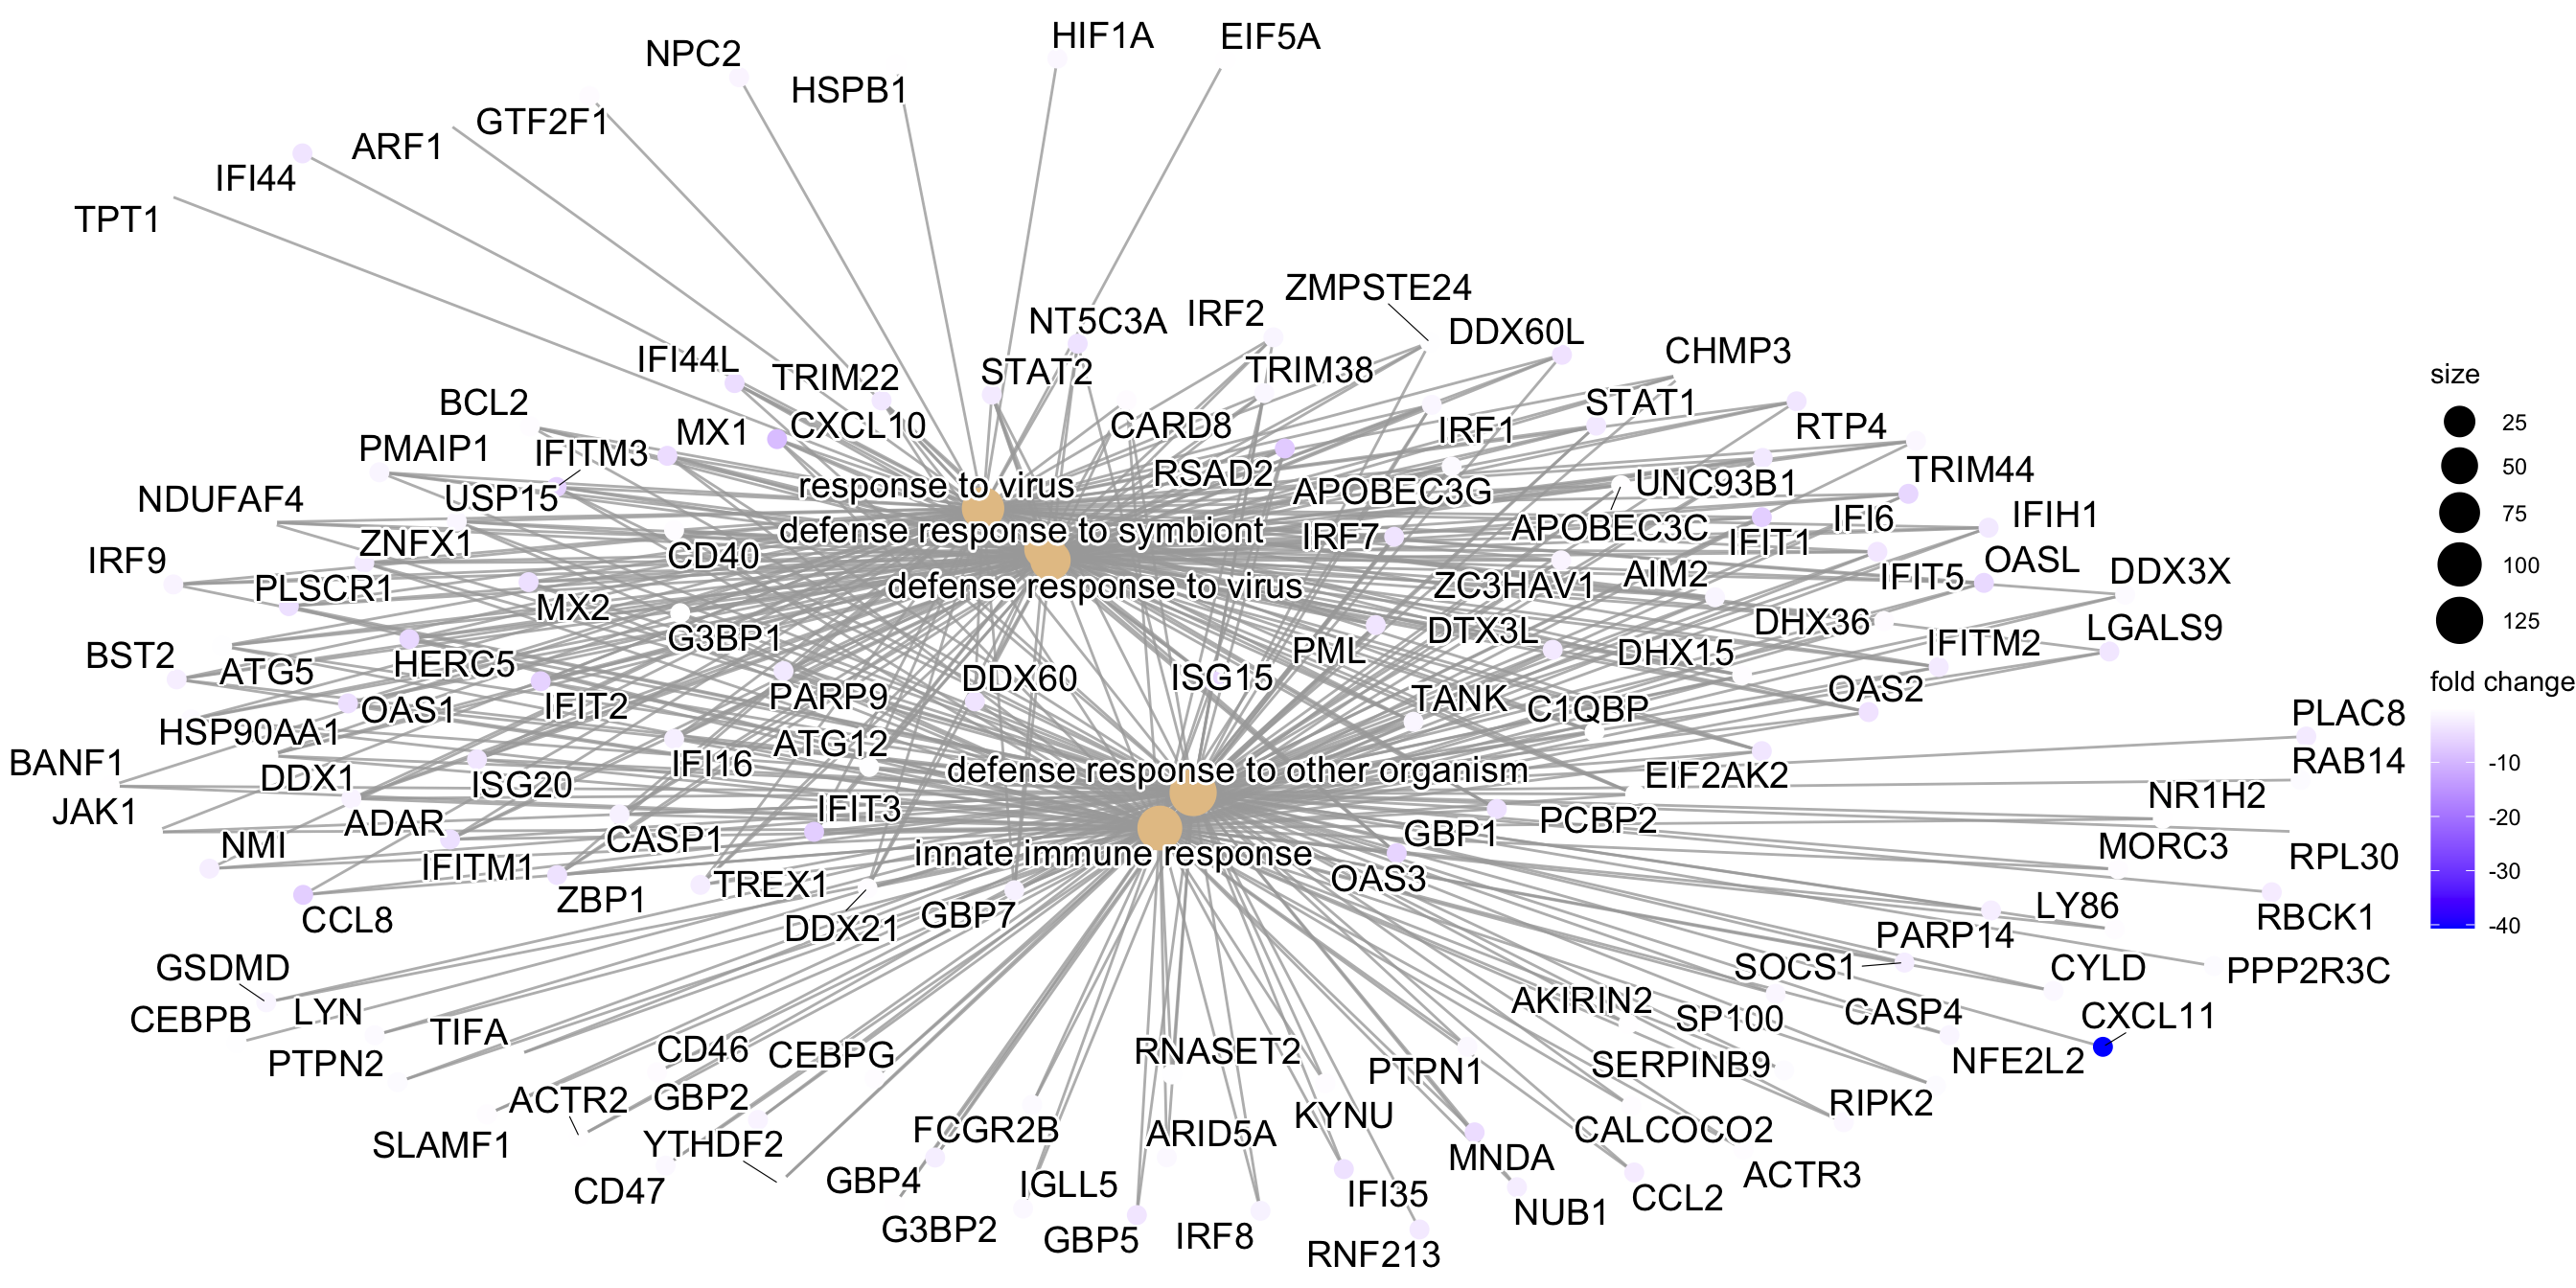 HIF1A
EIF5A
NPC2
HSPB1
GTF2F1
ARF1
IFI44
TPT1
ZMPSTE24
NT5C3A
IRF2
DDX60L
CHMP3
IFI44L
TRIM22
STAT2
TRIM38
BCL2
STAT1
CXCL10
CARD8
IRF1
RTP4
MX1
PMAIP1
IFITM3
RSAD2
TRIM44
response to virus
APOBEC3G
UNC93B1
NDUFAF4
USP15
IFI6
IFIH1
defense response to symbiont
IRF7
APOBEC3C
IFIT1
ZNFX1
CD40
IRF9
OASL
DDX3X
PLSCR1
defense response to virus
ZC3HAV1
AIM2
IFIT5
MX2
DHX36
LGALS9
G3BP1
DTX3L
IFITM2
BST2
ATG5
HERC5
PML
DHX15
DDX60
ISG15
PARP9
OAS2
OAS1
IFIT2
TANK
C1QBP
PLAC8
HSP90AA1
ATG12
BANF1
IFI16
RAB14
DDX1
ISG20
defense response to other organism
EIF2AK2
NR1H2
JAK1
IFIT3
ADAR
CASP1
GBP1
PCBP2
NMI
innate immune response
MORC3
RPL30
IFITM1
OAS3
ZBP1
TREX1
CCL8
DDX21
GBP7
LY86
RBCK1
PARP14
GSDMD
SOCS1
CYLD
PPP2R3C
CEBPB
LYN
AKIRIN2
SP100
CASP4
CXCL11
TIFA
PTPN2
CD46
CEBPG
RNASET2
PTPN1
SERPINB9
NFE2L2
ACTR2
GBP2
RIPK2
SLAMF1
YTHDF2
FCGR2B
ARID5A
KYNU
CALCOCO2
MNDA
CD47
GBP4
IGLL5
IFI35
ACTR3
CCL2
G3BP2
GBP5
IRF8
NUB1
RNF213
size
25
50
75
100
125
fold change
-10
-20
-30
-40